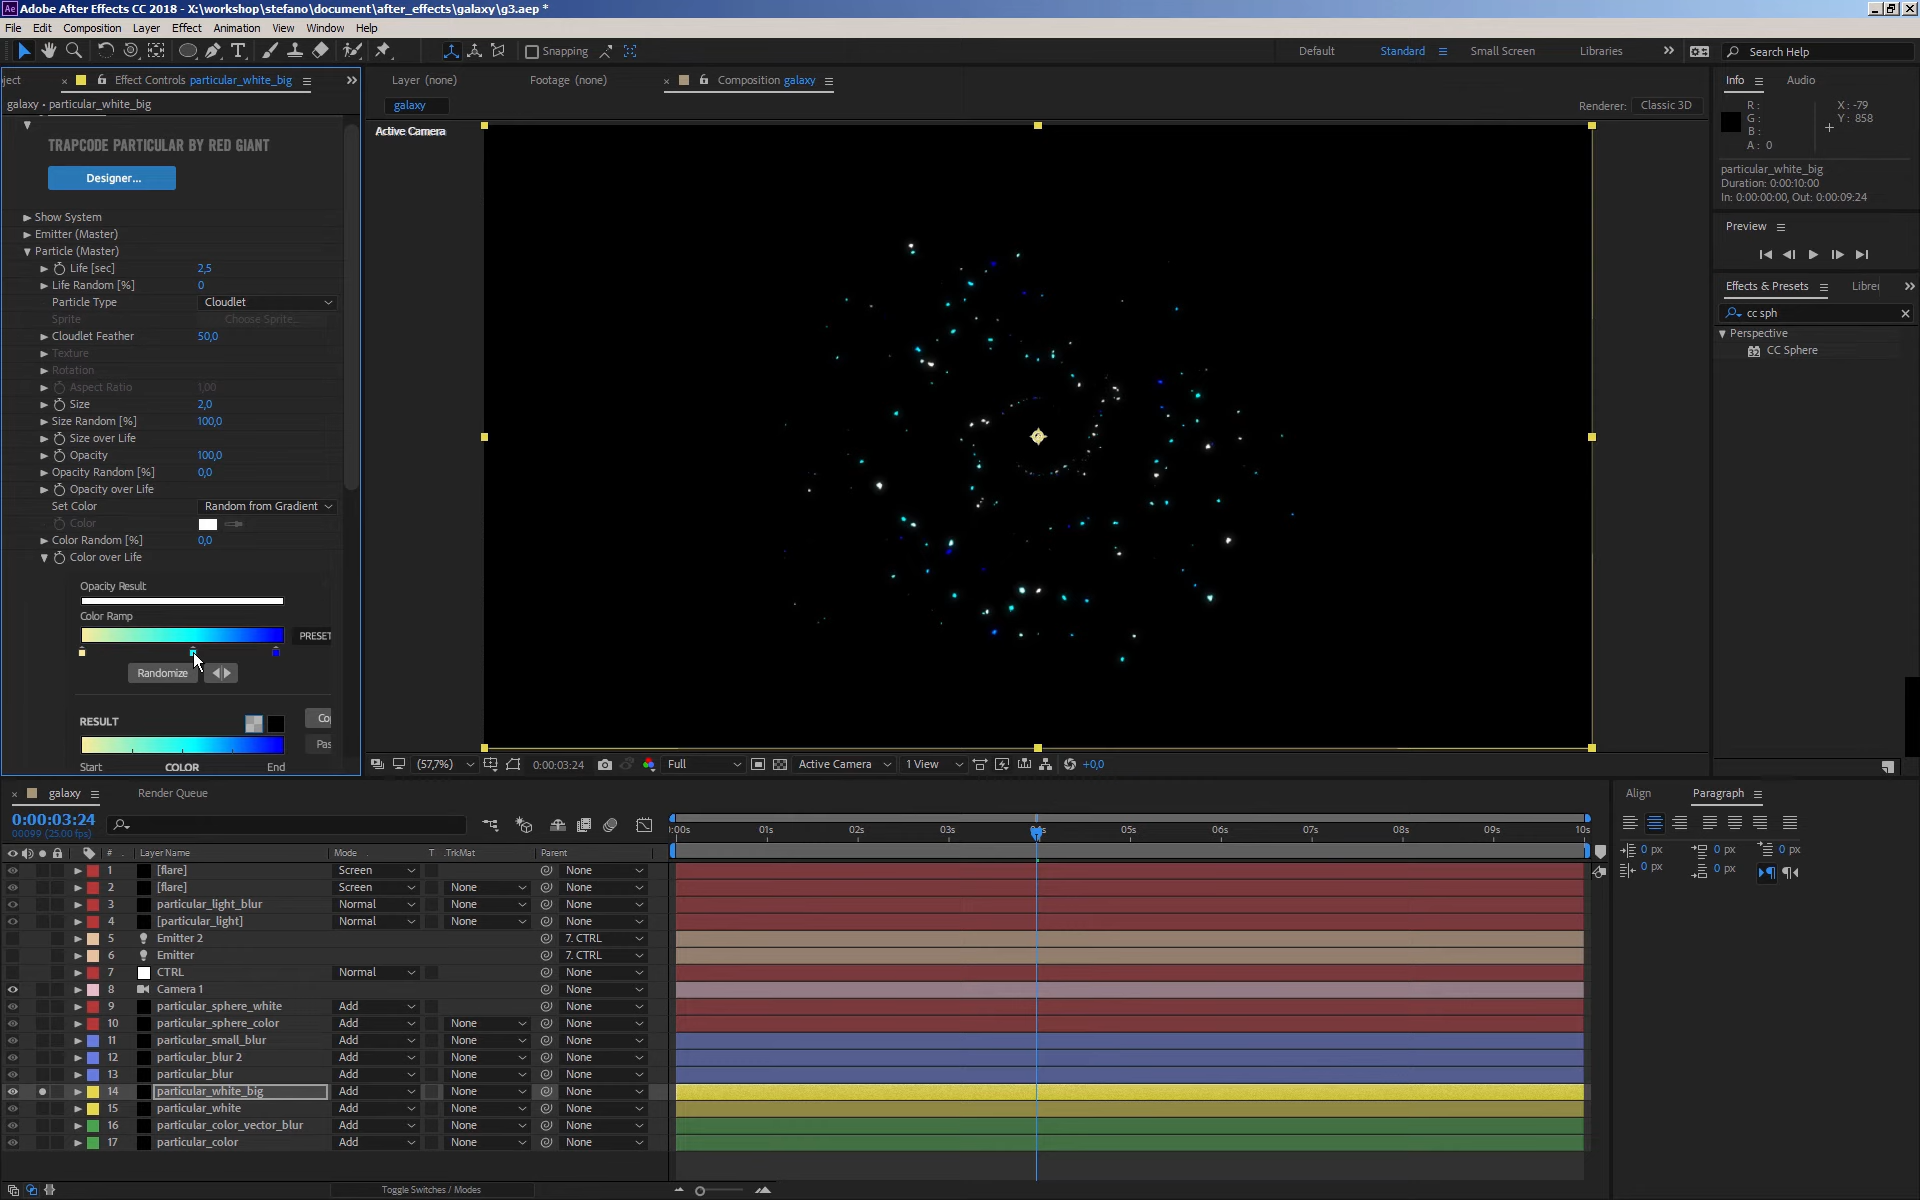 Adobe After Effects CC 2018 - X:\workshop\stefano\document\after_effects\galaxy\g3.aep *
File Edit Composition Layer Effect Animation View Window Help
Snapping
Default Standard Small Screen Libraries Search Help
ject Effect Controls particular_white_big
galaxy • particular_white_big
TRAPCODE PARTICULAR BY RED GIANT
Designer...
Show System
Emitter (Master)
Particle (Master)
Life [sec] 2,5
Life Random [%] 0
Particle Type Cloudlet
Sprite Choose Sprite...
Cloudlet Feather 50,0
Texture
Rotation
Aspect Ratio 1,00
Size 2,0
Size Random [%] 100,0
Size over Life
Opacity 100,0
Opacity Random [%] 0,0
Opacity over Life
Set Color Random from Gradient
Color
Color Random [%] 0,0
Color over Life
Opacity Result
Color Ramp
PRESET
Randomize
RESULT
Co
Pas
Start COLOR End
Layer (none) Footage (none) Composition galaxy
galaxy
Renderer: Classic 3D
Active Camera
(57,7%) 0:00:03:24 Full Active Camera 1 View +0,0
Info Audio
R: X: -79
G: Y: 858
B:
A: 0
particular_white_big
Duration: 0:00:10:00
In: 0:00:00:00, Out: 0:00:09:24
Preview
Effects & Presets Librer
cc sph
Perspective
32 CC Sphere
galaxy Render Queue
0:00:03:24
00099 (25.00 fps)
:00s 01s 02s 03s 04s 05s 06s 07s 08s 09s 10s
# Layer Name Mode T .TrkMat Parent
1 [flare] Screen None
2 [flare] Screen None None
3 particular_light_blur Normal None None
4 [particular_light] Normal None None
5 Emitter 2 7. CTRL
6 Emitter 7. CTRL
7 CTRL Normal None
8 Camera 1 None
9 particular_sphere_white Add None
10 particular_sphere_color Add None None
11 particular_small_blur Add None None
12 particular_blur 2 Add None None
13 particular_blur Add None None
14 particular_white_big Add None None
15 particular_white Add None None
16 particular_color_vector_blur Add None None
17 particular_color Add None None
Toggle Switches / Modes
Align Paragraph
0 px 0 px 0 px
0 px 0 px